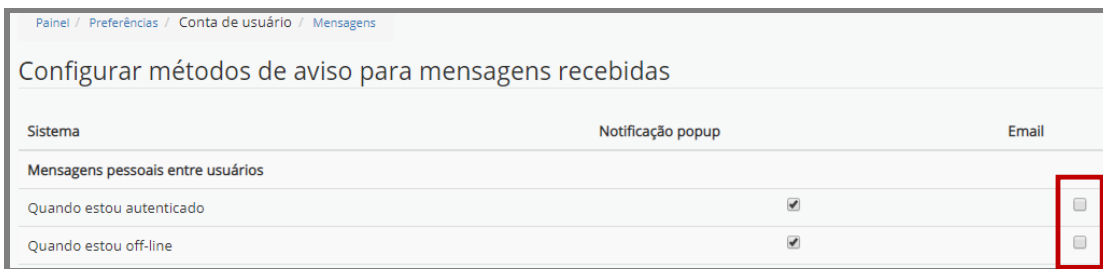 Painel / Preferências / Conta de usuário / Mensagens
Configurar métodos de aviso para mensagens recebidas
Sistema Notificação popup Email
Mensagens pessoais entre usuários
Quando estou autenticado
Quando estou off-line